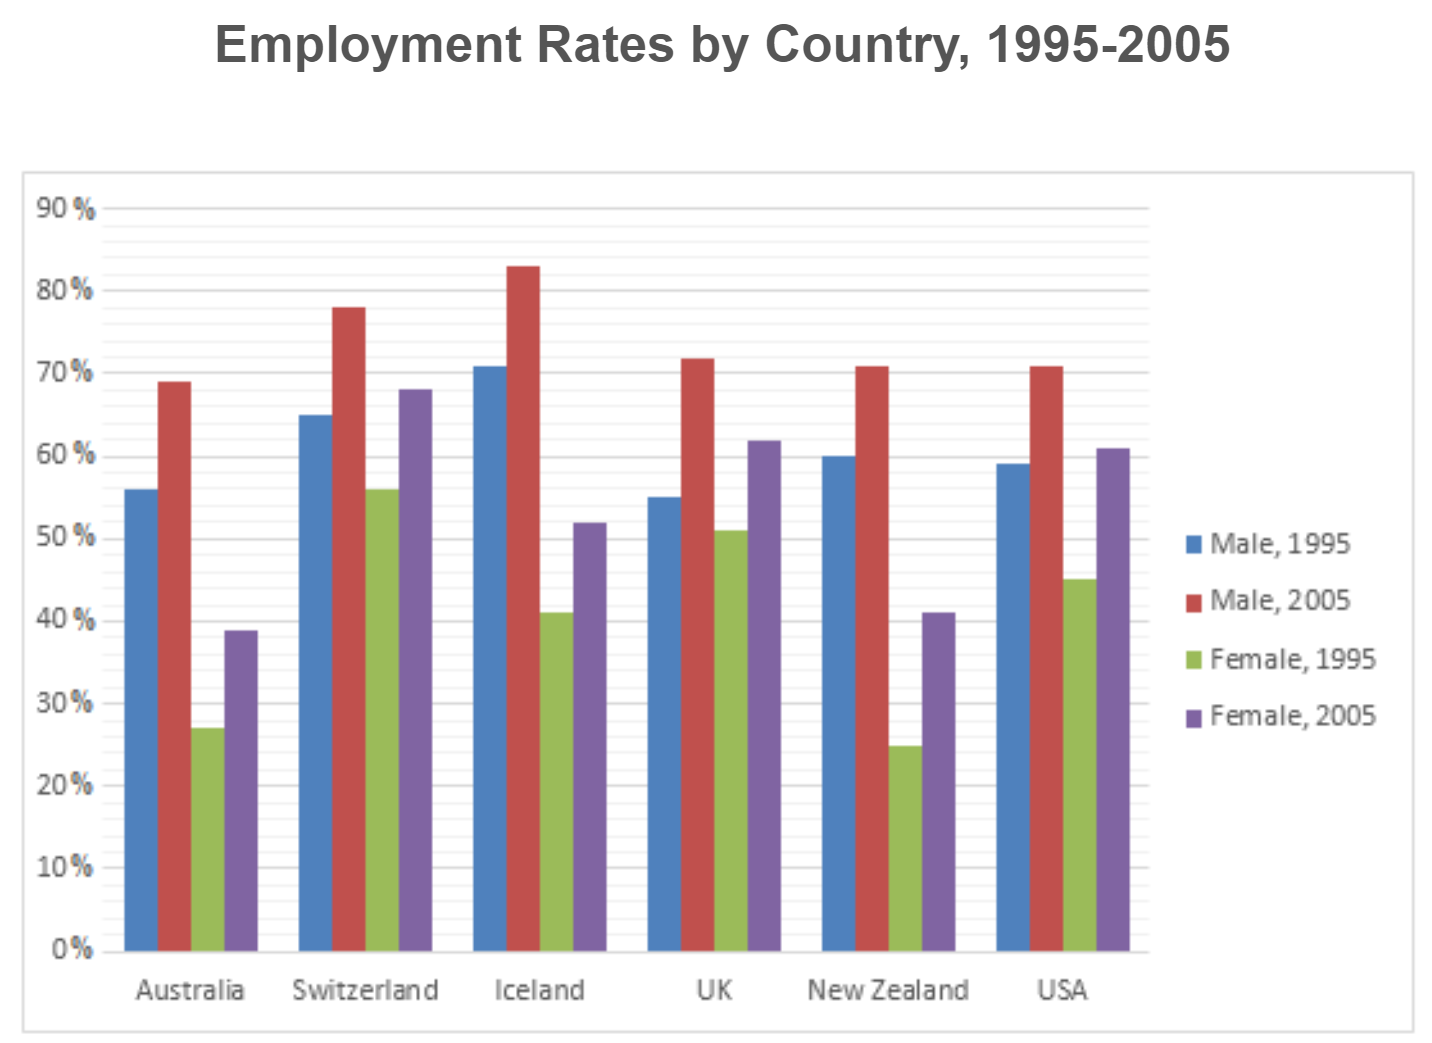 Employment Rates by Country, 1995-2005
90%
80%
70%
60%
50%
40%
30%
20%
10%
0%
Australia Switzerland Iceland UK New Zealand USA
Male, 1995
Male, 2005
Female, 1995
Female, 2005